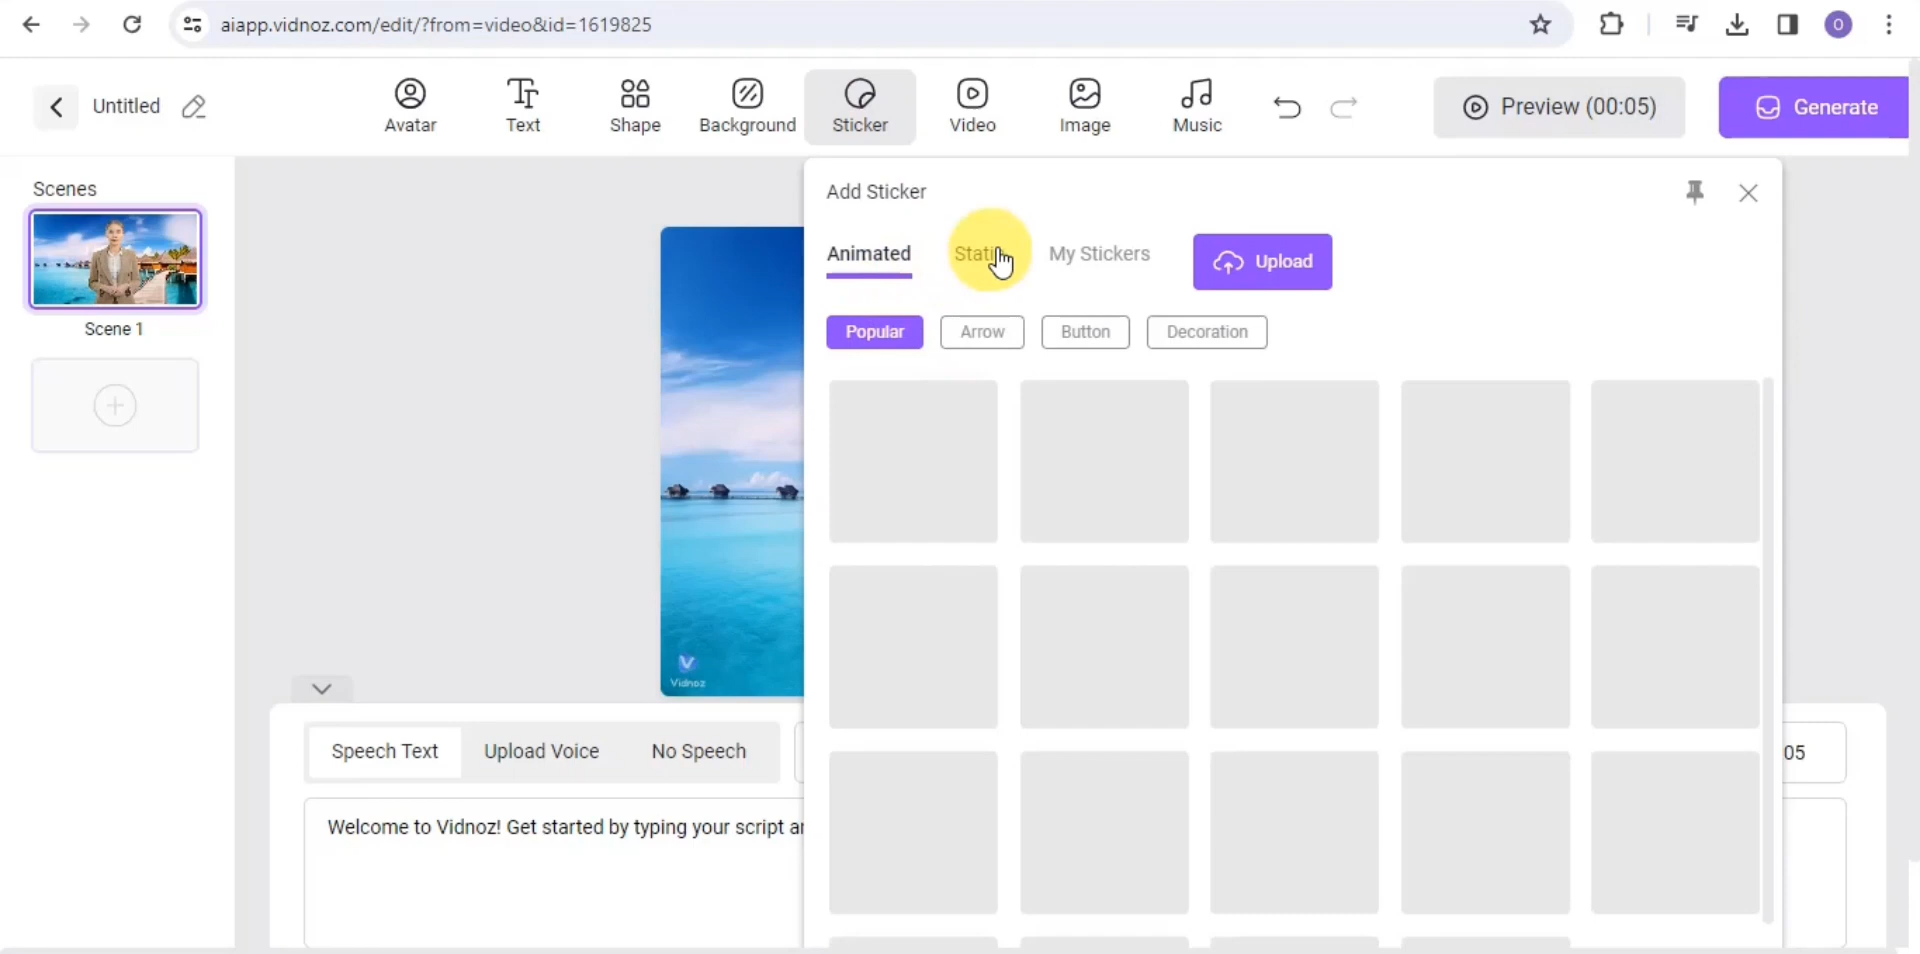 aiapp.vidnoz.com/edit/?from=video&id=1619825
O
Untitled
Avatar
Text
Shape
Background
Sticker
Video
Image
Music
Preview (00:05)
Generate
Scenes
Scene 1
Add Sticker
Animated
My Stickers
Upload
Popular
Arrow
Button
Decoration
Vidnoz
Speech Text
Upload Voice
No Speech
05
Welcome to Vidnoz! Get started by typing your script